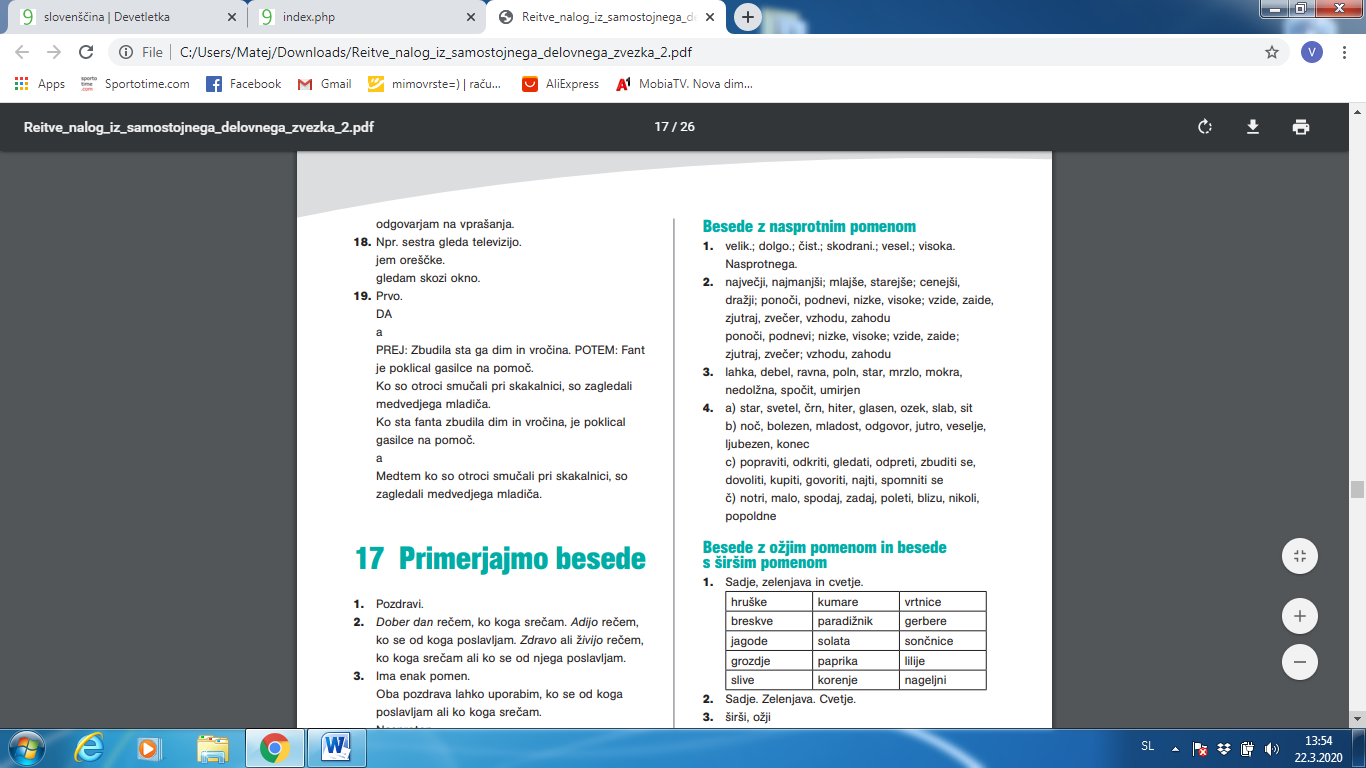 slovenščina | Devetletka
index.php
Reitve_nalog_iz_samostojnega_de
File
C:/Users/Matej/Downloads/Reitve_nalog_iz_samostojnega_delovnega_zvezka_2.pdf
V
Apps
sporto time .com
Sportotime.com
Facebook
Gmail
mimovrste=) | raču...
AliExpress
MobiaTV. Nova dim...
Reitve_nalog_iz_samostojnega_delovnega_zvezka_2.pdf
17 / 26
odgovarjam na vprašanja.
18. Npr. sestra gleda televizijo.
jem oreščke.
gledam skozi okno.
19. Prvo.
DA
a
PREJ: Zbudila sta ga dim in vročina. POTEM: Fant
je poklical gasilce na pomoč.
Ko so otroci smučali pri skakalnici, so zagledali
medvedjega mladiča.
Ko sta fanta zbudila dim in vročina, je poklical
gasilce na pomoč.
a
Medtem ko so otroci smučali pri skakalnici, so
zagledali medvedjega mladiča.
17 Primerjajmo besede
1. Pozdravi.
2. Dober dan rečem, ko koga srečam. Adijo rečem,
ko se od koga poslavljam. Zdravo ali živijo rečem,
ko koga srečam ali ko se od njega poslavljam.
3. Ima enak pomen.
Oba pozdrava lahko uporabim, ko se od koga
poslavljam ali ko koga srečam.
Besede z nasprotnim pomenom
1. velik.; dolgo.; čist.; skodrani.; vesel.; visoka.
Nasprotnega.
2. največji, najmanjši; mlajše, starejše; cenejši,
dražji; ponoči, podnevi, nizke, visoke; vzide, zaide,
zjutraj, zvečer, vzhodu, zahodu
ponoči, podnevi; nizke, visoke; vzide, zaide;
zjutraj, zvečer; vzhodu, zahodu
3. lahka, debel, ravna, poln, star, mrzlo, mokra,
nedolžna, spočit, umirjen
4. a) star, svetel, črn, hiter, glasen, ozek, slab, sit
b) noč, bolezen, mladost, odgovor, jutro, veselje,
ljubezen, konec
c) popraviti, odkriti, gledati, odpreti, zbuditi se,
dovoliti, kupiti, govoriti, najti, spomniti se
č) notri, malo, spodaj, zadaj, poleti, blizu, nikoli,
popoldne
Besede z ožjim pomenom in besede
s širšim pomenom
1. Sadje, zelenjava in cvetje.
hruške kumare vrtnice
breskve paradižnik gerbere
jagode solata sončnice
grozdje paprika lilije
slive korenje nageljni
2. Sadje. Zelenjava. Cvetje.
3. širši, ožji
SL
13:54
22.3.2020